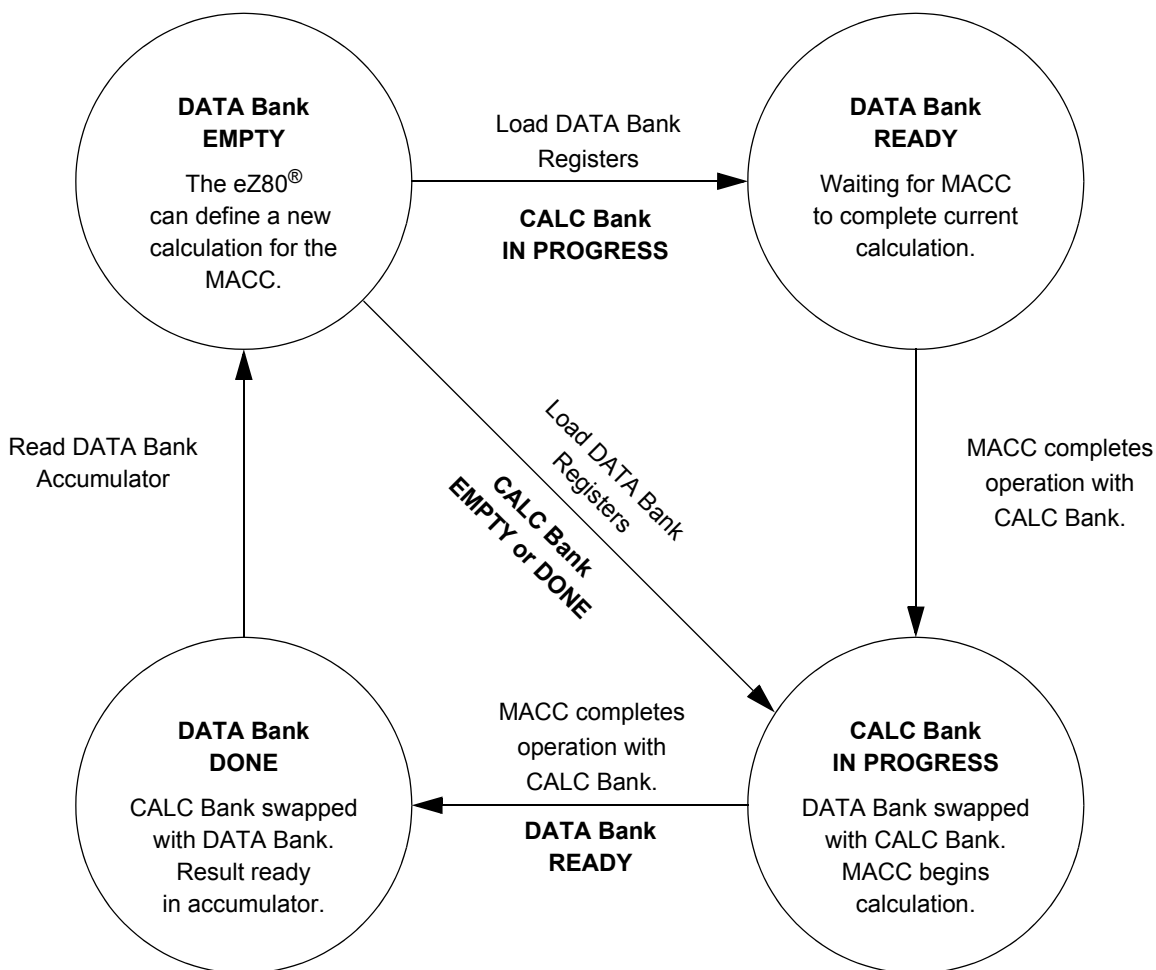 DATA Bank
EMPTY
The eZ80®
can define a new
calculation for the
MACC.
Load DATA Bank
Registers
CALC Bank
IN PROGRESS
DATA Bank
READY
Waiting for MACC
to complete current
calculation.
Read DATA Bank
Accumulator
Load DATA Bank
Registers
CALC Bank
EMPTY or DONE
MACC completes
operation with
CALC Bank.
DATA Bank
DONE
CALC Bank swapped
with DATA Bank.
Result ready
in accumulator.
MACC completes
operation with
CALC Bank.
DATA Bank
READY
CALC Bank
IN PROGRESS
DATA Bank swapped
with CALC Bank.
MACC begins
calculation.